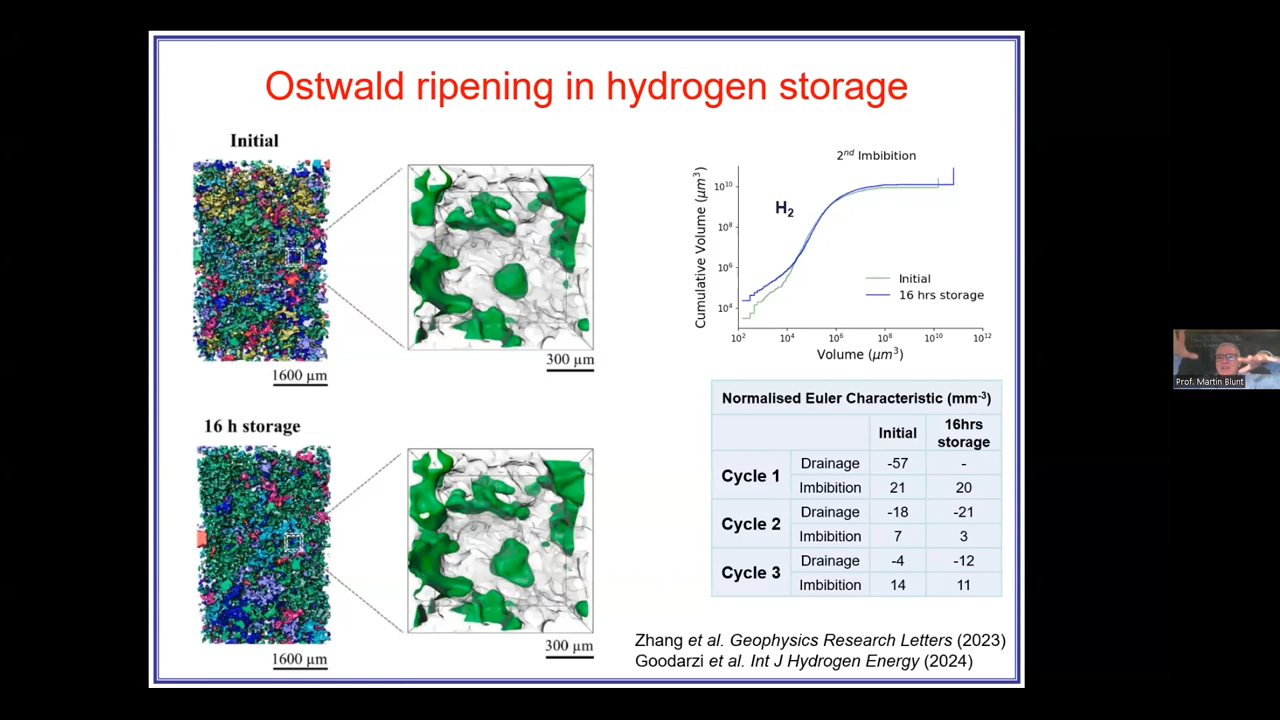 Ostwald ripening in hydrogen storage
Initial
1600 µm
300 µm
16 h storage
1600 µm
300 µm
2nd Imbibition
Cumulative Volume (µm³)
10¹⁰
10⁸
10⁶
10⁴
H₂
Initial
16 hrs storage
10² 10⁴ 10⁶ 10⁸ 10¹⁰ 10¹²
Volume (µm³)
Normalised Euler Characteristic (mm⁻³)
Initial 16hrs storage
Cycle 1 Drainage -57 -
Imbibition 21 20
Cycle 2 Drainage -18 -21
Imbibition 7 3
Cycle 3 Drainage -4 -12
Imbibition 14 11
Zhang et al. Geophysics Research Letters (2023)
Goodarzi et al. Int J Hydrogen Energy (2024)
Prof. Martin Blunt